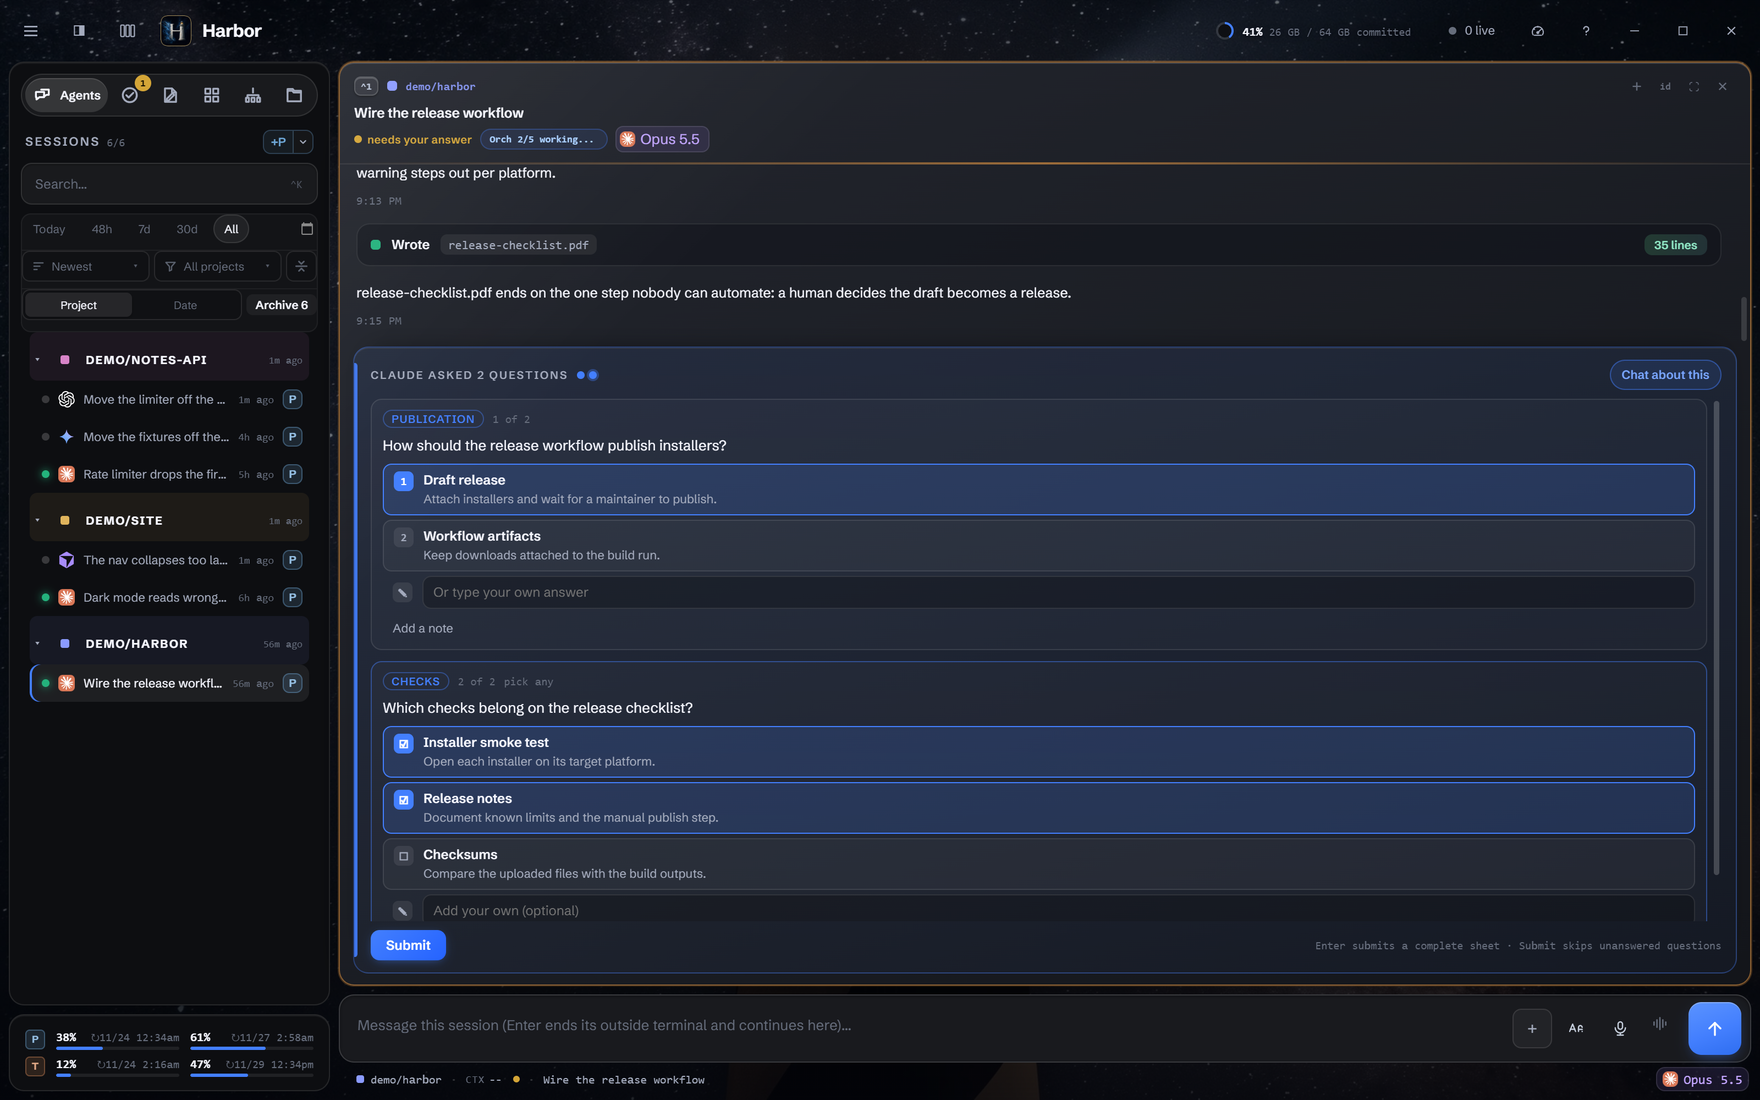 Harbor
41% 26 GB / 64 GB committed
0 live
?
Agents
1
SESSIONS 6/6
+P
Search...
^K
Today 48h 7d 30d All
Newest
All projects
Project Date Archive 6
DEMO/NOTES-API 1m ago
Move the limiter off the ... 1m ago P
Move the fixtures off the... 4h ago P
Rate limiter drops the fir... 5h ago P
DEMO/SITE 1m ago
The nav collapses too la... 1m ago P
Dark mode reads wrong... 6h ago P
DEMO/HARBOR 56m ago
Wire the release workfl... 56m ago P
P 38% ↻11/24 12:34am 61% ↻11/27 2:58am
T 12% ↻11/24 2:16am 47% ↻11/29 12:34pm
^1 demo/harbor
id
Wire the release workflow
needs your answer Orch 2/5 working... Opus 5.5
warning steps out per platform.
9:13 PM
Wrote release-checklist.pdf 35 lines
release-checklist.pdf ends on the one step nobody can automate: a human decides the draft becomes a release.
9:15 PM
CLAUDE ASKED 2 QUESTIONS
Chat about this
PUBLICATION 1 of 2
How should the release workflow publish installers?
1 Draft release
Attach installers and wait for a maintainer to publish.
2 Workflow artifacts
Keep downloads attached to the build run.
Or type your own answer
Add a note
CHECKS 2 of 2 pick any
Which checks belong on the release checklist?
Installer smoke test
Open each installer on its target platform.
Release notes
Document known limits and the manual publish step.
Checksums
Compare the uploaded files with the build outputs.
Add your own (optional)
Submit
Enter submits a complete sheet · Submit skips unanswered questions
Message this session (Enter ends its outside terminal and continues here)...
demo/harbor · CTX -- · Wire the release workflow
Opus 5.5